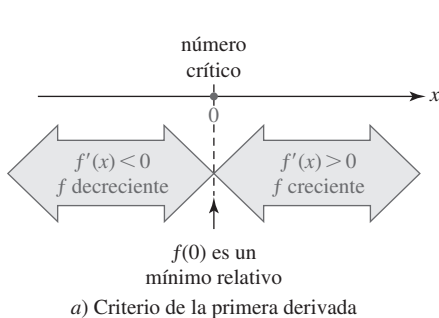 número
crítico
x
0
f′(x) < 0
f decreciente
f′(x) > 0
f creciente
f(0) es un
mínimo relativo
a) Criterio de la primera derivada